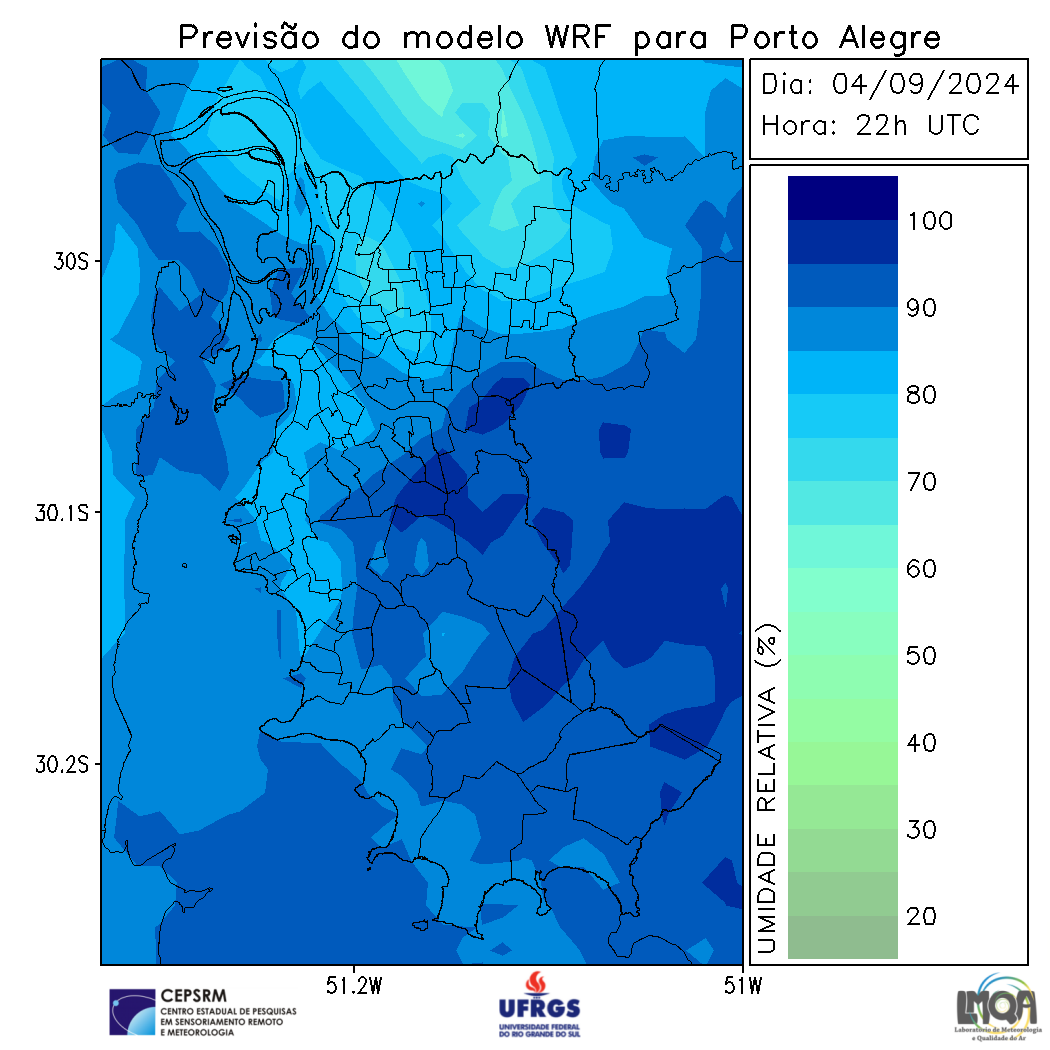 Previsão do modelo WRF para Porto Alegre
Dia: 04/09/2024
Hora: 22h UTC
30S
30.1S
30.2S
51.2W
51W
UMIDADE RELATIVA (%)
100
90
80
70
60
50
40
30
20
CEPSRM
CENTRO ESTADUAL DE PESQUISAS
EM SENSORIAMENTO REMOTO
E METEOROLOGIA
UFRGS
UNIVERSIDADE FEDERAL
DO RIO GRANDE DO SUL
LMQA
Laboratório de Meteorologia
e Qualidade do Ar